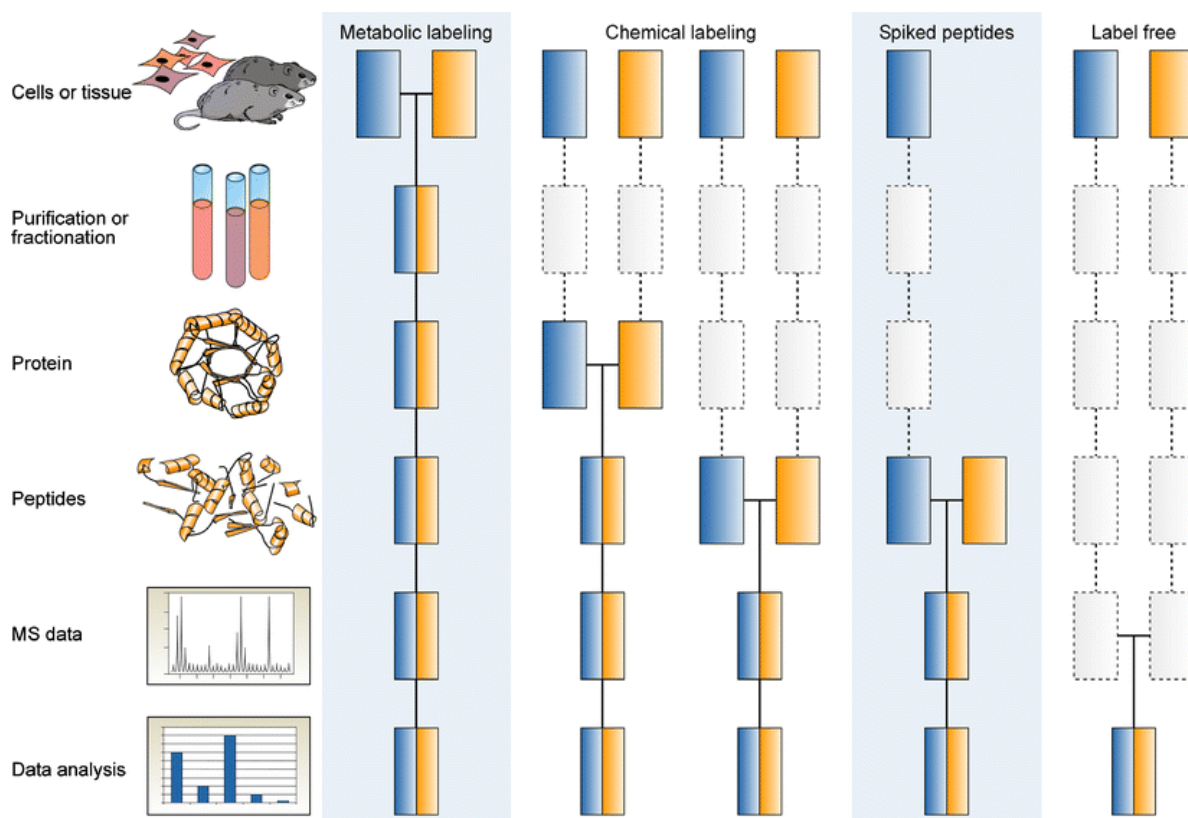 Metabolic labeling
Chemical labeling
Spiked peptides
Label free
Cells or tissue
Purification or
fractionation
Protein
Peptides
MS data
Data analysis